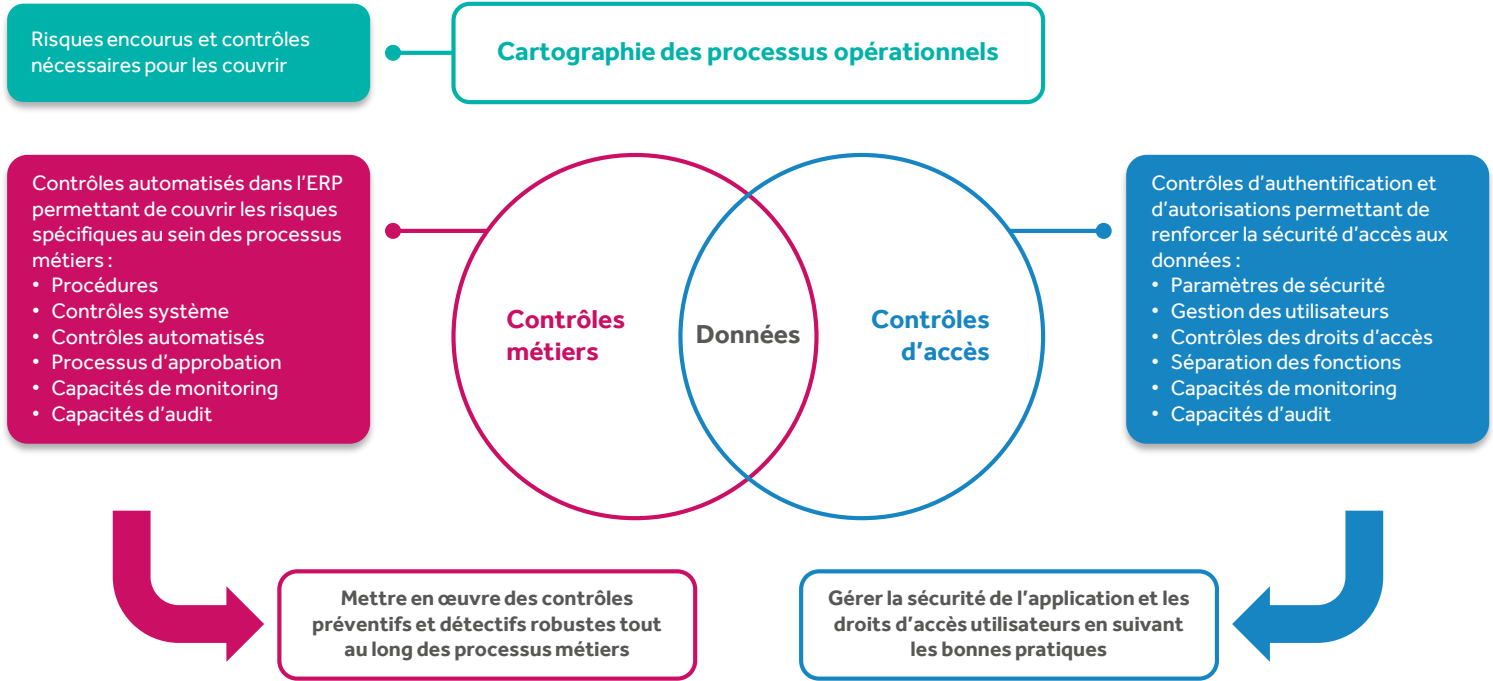 Risques encourus et contrôles
nécessaires pour les couvrir
Cartographie des processus opérationnels
Contrôles automatisés dans l’ERP
permettant de couvrir les risques
spécifiques au sein des processus
métiers :
• Procédures
• Contrôles système
• Contrôles automatisés
• Processus d’approbation
• Capacités de monitoring
• Capacités d’audit
Contrôles
métiers
Données
Contrôles
d’accès
Contrôles d’authentification et
d’autorisations permettant de
renforcer la sécurité d’accès aux
données :
• Paramètres de sécurité
• Gestion des utilisateurs
• Contrôles des droits d’accès
• Séparation des fonctions
• Capacités de monitoring
• Capacités d’audit
Mettre en œuvre des contrôles
préventifs et détectifs robustes tout
au long des processus métiers
Gérer la sécurité de l’application et les
droits d’accès utilisateurs en suivant
les bonnes pratiques